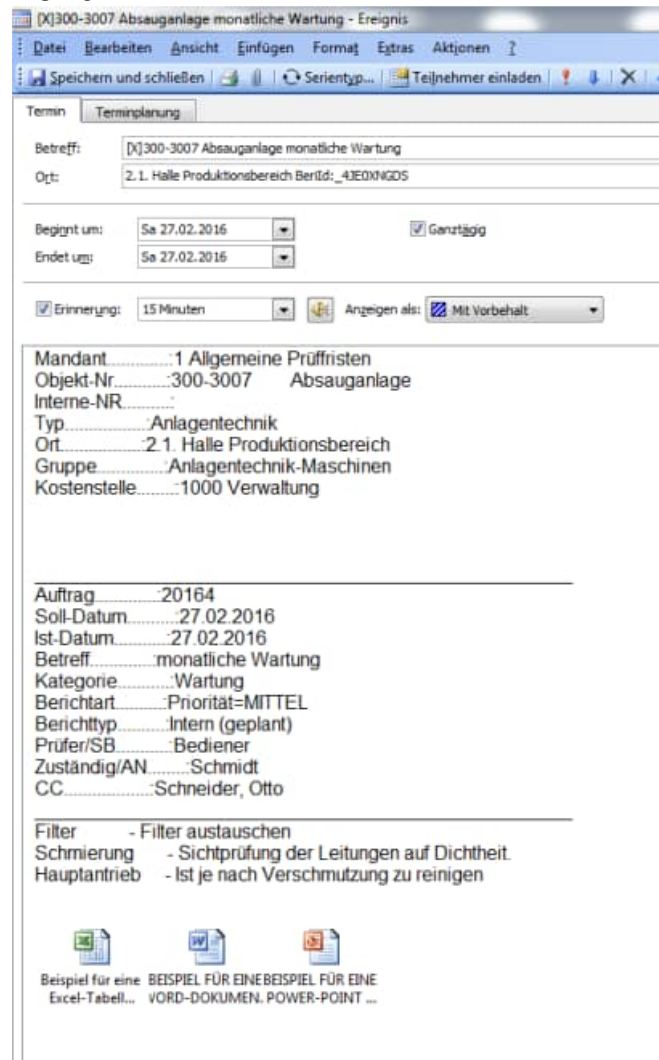 [X]300-3007 Absauganlage monatliche Wartung - Ereignis
Datei Bearbeiten Ansicht Einfügen Format Extras Aktionen ?
Speichern und schließen Serientyp... Teilnehmer einladen
Termin Terminplanung
Betreff: [X]300-3007 Absauganlage monatliche Wartung
Ort: 2.1. Halle Produktionsbereich BeriId:_4JE0XNGDS
Beginnt um: Sa 27.02.2016 Ganztägig
Endet um: Sa 27.02.2016
Erinnerung: 15 Minuten Anzeigen als: Mit Vorbehalt
Mandant..............:1 Allgemeine Prüffristen
Objekt-Nr............:300-3007 Absauganlage
Interne-NR...........:
Typ..................:Anlagentechnik
Ort..................:2.1. Halle Produktionsbereich
Gruppe...............:Anlagentechnik-Maschinen
Kostenstelle.........:1000 Verwaltung
Auftrag..............:20164
Soll-Datum...........:27.02.2016
Ist-Datum............:27.02.2016
Betreff..............:monatliche Wartung
Kategorie............:Wartung
Berichtart...........:Priorität=MITTEL
Berichttyp...........:Intern (geplant)
Prüfer/SB............:Bediener
Zuständig/AN.........:Schmidt
CC...................:Schneider, Otto
Filter - Filter austauschen
Schmierung - Sichtprüfung der Leitungen auf Dichtheit.
Hauptantrieb - Ist je nach Verschmutzung zu reinigen
Beispiel für eine BEISPIEL FÜR EINE BEISPIEL FÜR EINE
Excel-Tabell... VORD-DOKUMEN. POWER-POINT ...